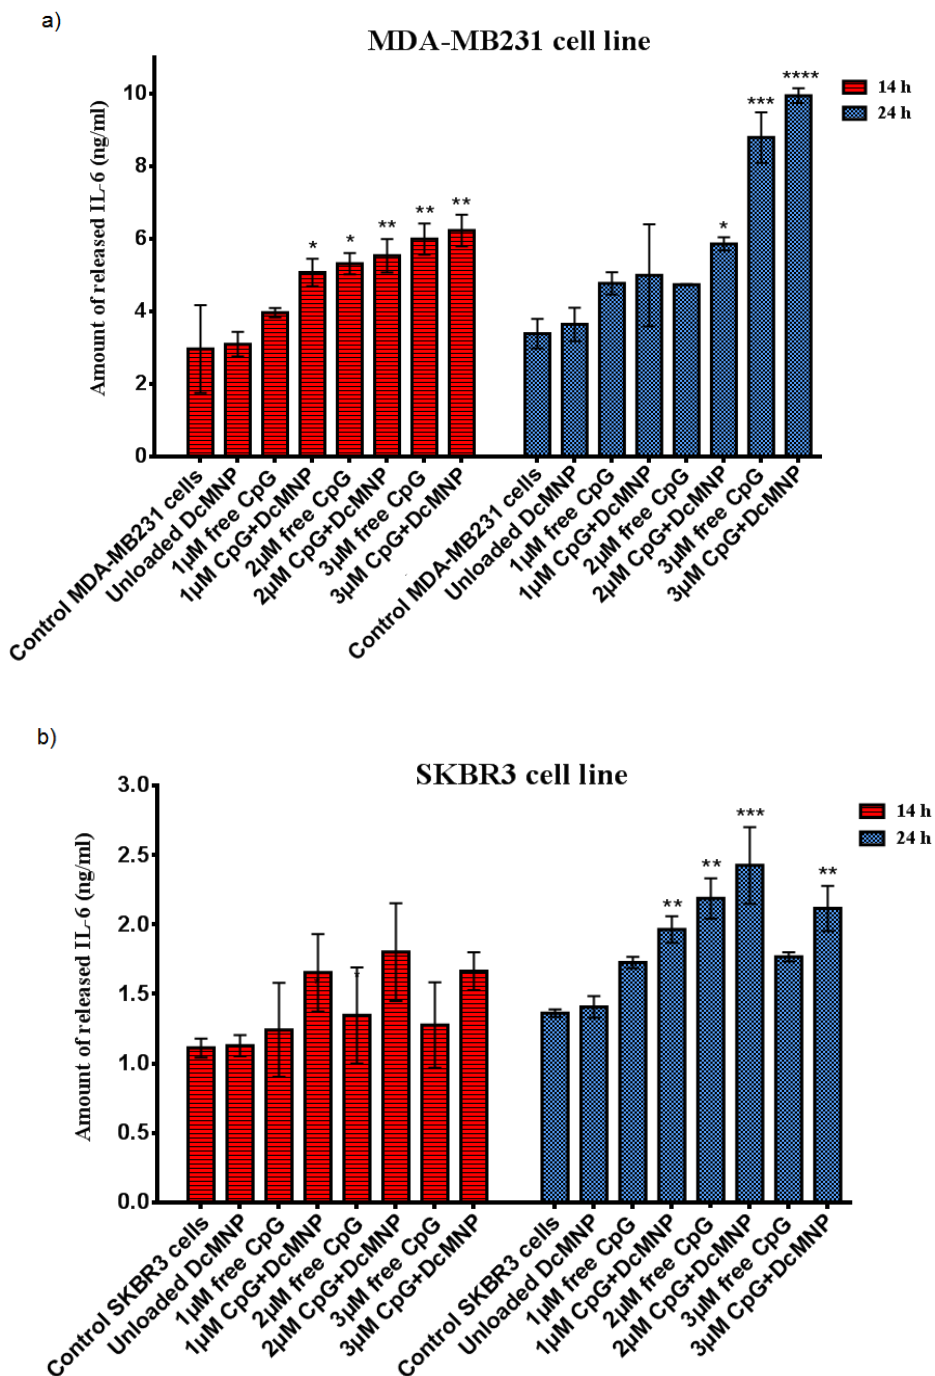 a)
MDA-MB231 cell line
Amount of released IL-6 (ng/ml)
10
8
6
4
2
0
* * ** ** **
* *** ****
14 h
24 h
Control MDA-MB231 cells
Unloaded DcMNP
1µM free CpG
1µM CpG+DcMNP
2µM free CpG
2µM CpG+DcMNP
3µM free CpG
3µM CpG+DcMNP
Control MDA-MB231 cells
Unloaded DcMNP
1µM free CpG
1µM CpG+DcMNP
2µM free CpG
2µM CpG+DcMNP
3µM free CpG
3µM CpG+DcMNP
b)
SKBR3 cell line
Amount of released IL-6 (ng/ml)
3.0
2.5
2.0
1.5
1.0
0.5
0.0
** ** *** **
14 h
24 h
Control SKBR3 cells
Unloaded DcMNP
1µM free CpG
1µM CpG+DcMNP
2µM free CpG
2µM CpG+DcMNP
3µM free CpG
3µM CpG+DcMNP
Control SKBR3 cells
Unloaded DcMNP
1µM free CpG
1µM CpG+DcMNP
2µM free CpG
2µM CpG+DcMNP
3µM free CpG
3µM CpG+DcMNP